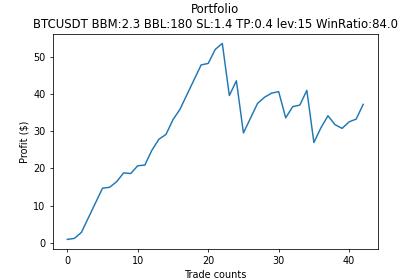 Portfolio
BTCUSDT BBM:2.3 BBL:180 SL:1.4 TP:0.4 lev:15 WinRatio:84.0
50
40
30
20
10
0
Profit ($)
0 10 20 30 40
Trade counts